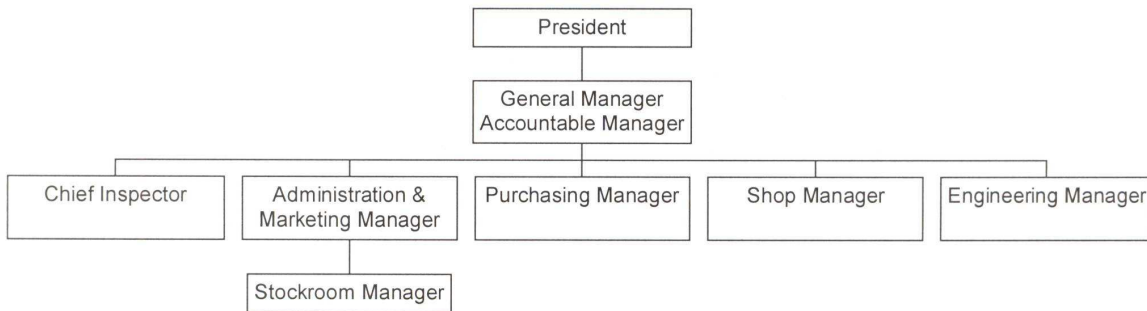 President
General Manager
Accountable Manager
Chief Inspector
Administration &
Marketing Manager
Purchasing Manager
Shop Manager
Engineering Manager
Stockroom Manager